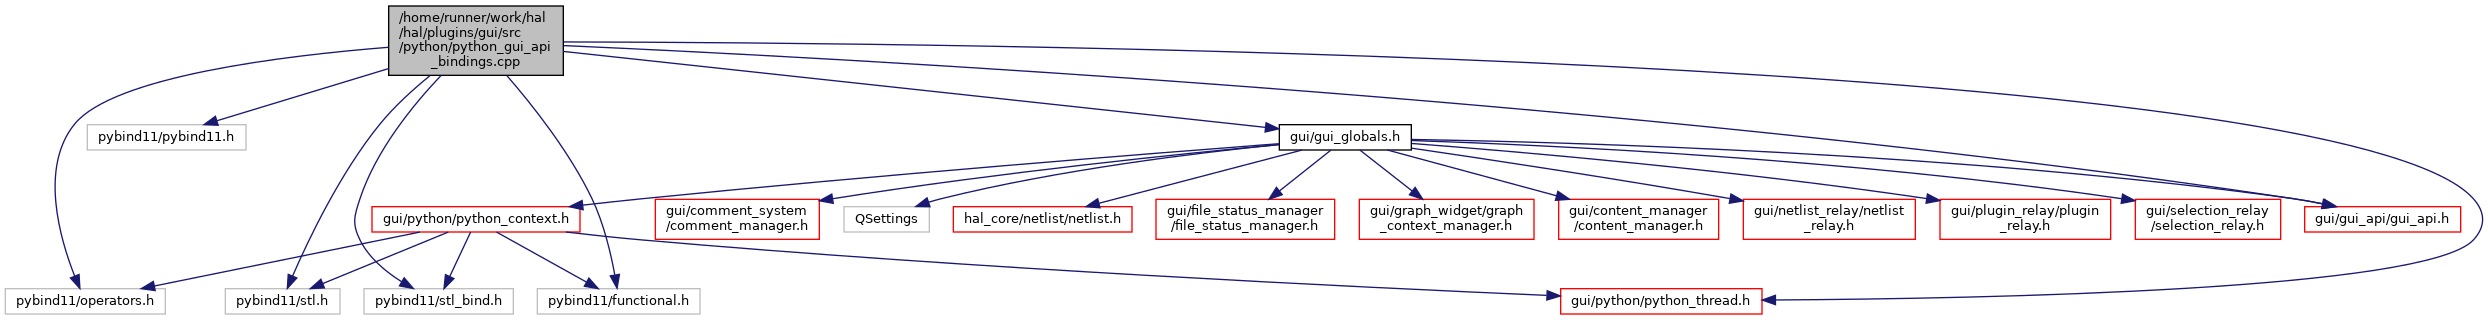 /home/runner/work/hal
/hal/plugins/gui/src
/python/python_gui_api
_bindings.cpp
pybind11/pybind11.h
gui/gui_globals.h
gui/python/python_context.h
gui/comment_system
/comment_manager.h
QSettings
hal_core/netlist/netlist.h
gui/file_status_manager
/file_status_manager.h
gui/graph_widget/graph
_context_manager.h
gui/content_manager
/content_manager.h
gui/netlist_relay/netlist
_relay.h
gui/plugin_relay/plugin
_relay.h
gui/selection_relay
/selection_relay.h
gui/gui_api/gui_api.h
pybind11/operators.h
pybind11/stl.h
pybind11/stl_bind.h
pybind11/functional.h
gui/python/python_thread.h